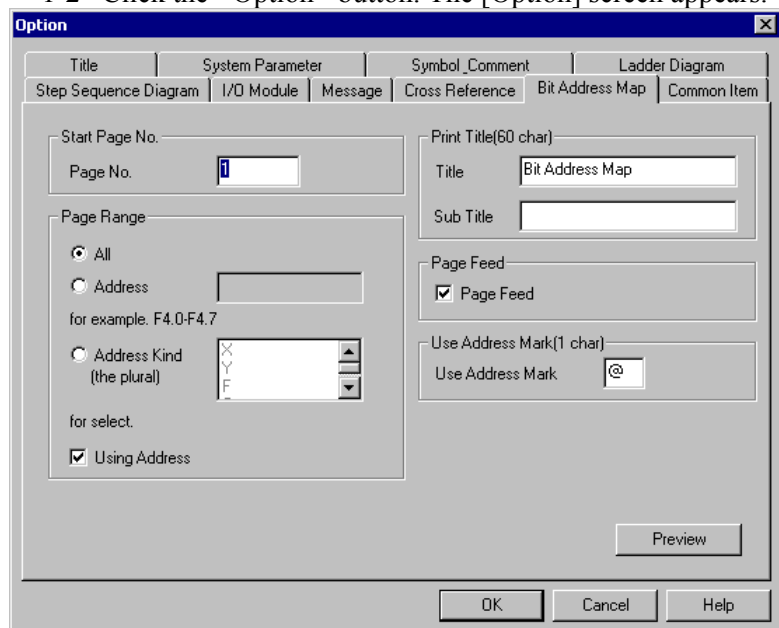 1-2 Click the "Option" button. The [Option] screen appears.
Option
Title
System Parameter
Symbol_Comment
Ladder Diagram
Step Sequence Diagram
I/O Module
Message
Cross Reference
Bit Address Map
Common Item
Start Page No.
Page No.
1
Page Range
All
Address
for example. F4.0-F4.7
Address Kind
(the plural)
X
Y
F
for select.
Using Address
Print Title(60 char)
Title
Bit Address Map
Sub Title
Page Feed
Page Feed
Use Address Mark(1 char)
Use Address Mark
@
Preview
OK
Cancel
Help